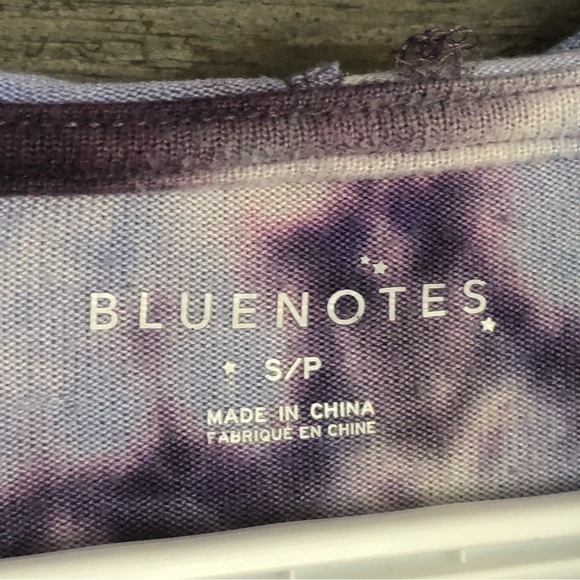 BLUENOTES
S/P
MADE IN CHINA
FABRIQUÉ EN CHINE